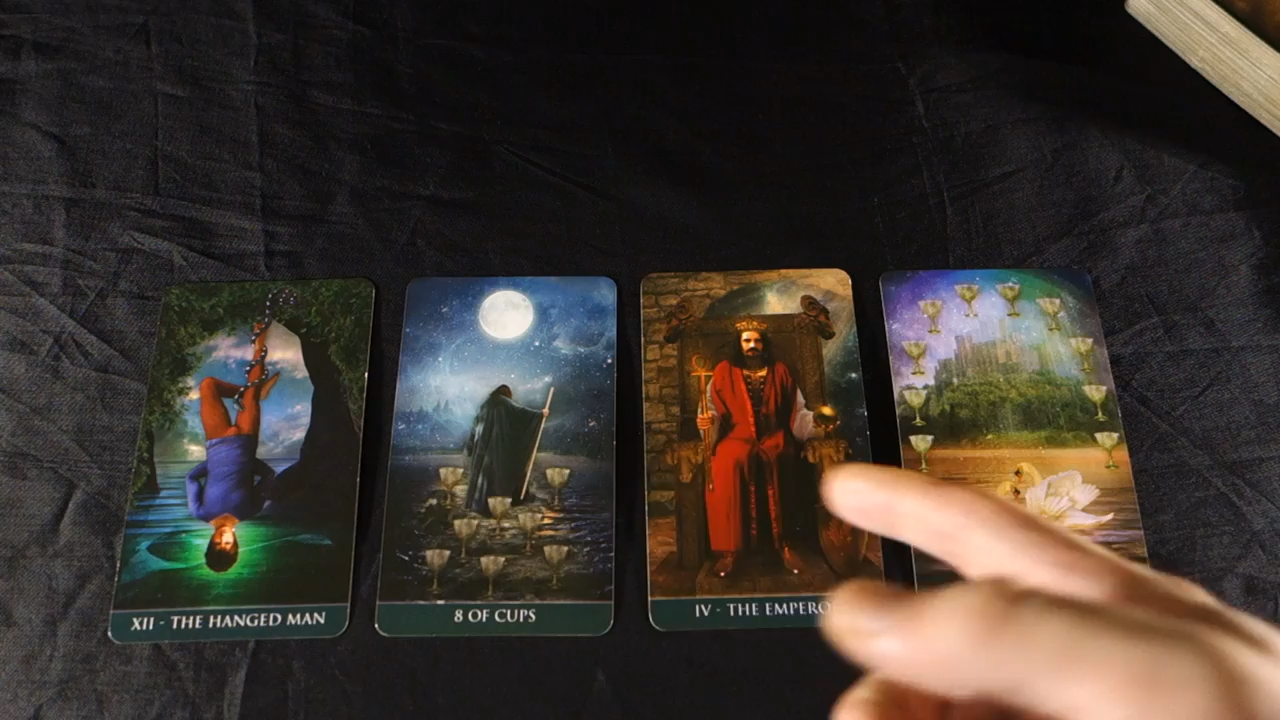 XII - THE HANGED MAN
8 OF CUPS
IV - THE EMPERO